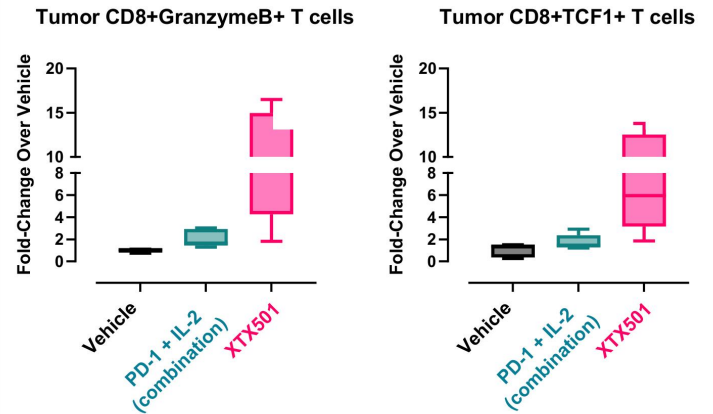 Tumor CD8+GranzymeB+ T cells
Fold-Change Over Vehicle
20
15
10
8
6
4
2
0
Vehicle
PD-1 + IL-2
(combination)
XTX501
Tumor CD8+TCF1+ T cells
Fold-Change Over Vehicle
20
15
10
8
6
4
2
0
Vehicle
PD-1 + IL-2
(combination)
XTX501